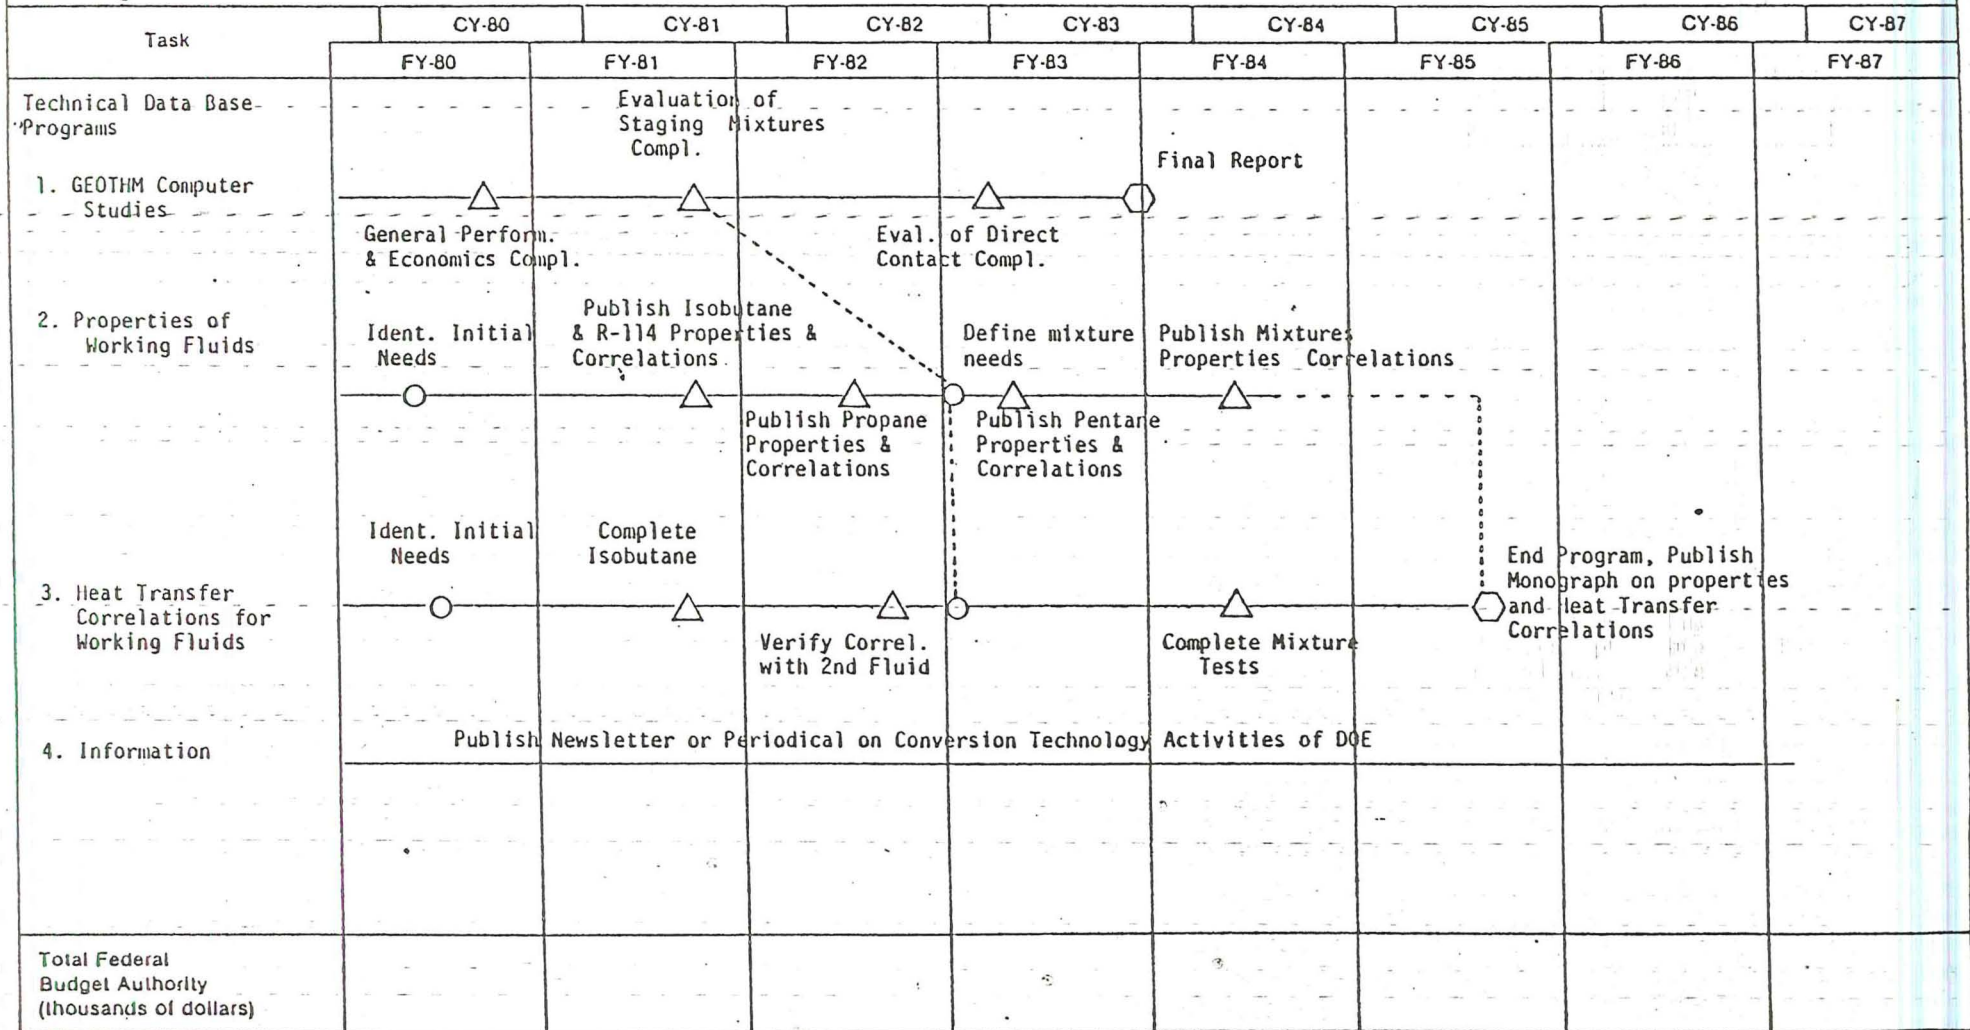 Task
CY-80 CY-81 CY-82 CY-83 CY-84 CY-85 CY-86 CY-87
FY-80 FY-81 FY-82 FY-83 FY-84 FY-85 FY-86 FY-87
Technical Data Base
Programs
Evaluation of
Staging Mixtures
Compl.
Final Report
1. GEOTHM Computer
Studies
General Perform.
& Economics Compl.
Eval. of Direct
Contact Compl.
2. Properties of
Working Fluids
Ident. Initial
Needs
Publish Isobutane
& R-114 Properties &
Correlations
Define mixture
needs
Publish Mixtures
Properties Correlations
Publish Propane
Properties &
Correlations
Publish Pentane
Properties &
Correlations
Ident. Initial
Needs
Complete
Isobutane
3. Heat Transfer
Correlations for
Working Fluids
End Program, Publish
Monograph on properties
and Heat Transfer
Correlations
Verify Correl.
with 2nd Fluid
Complete Mixture
Tests
4. Information
Publish Newsletter or Periodical on Conversion Technology Activities of DOE
Total Federal
Budget Authority
(thousands of dollars)